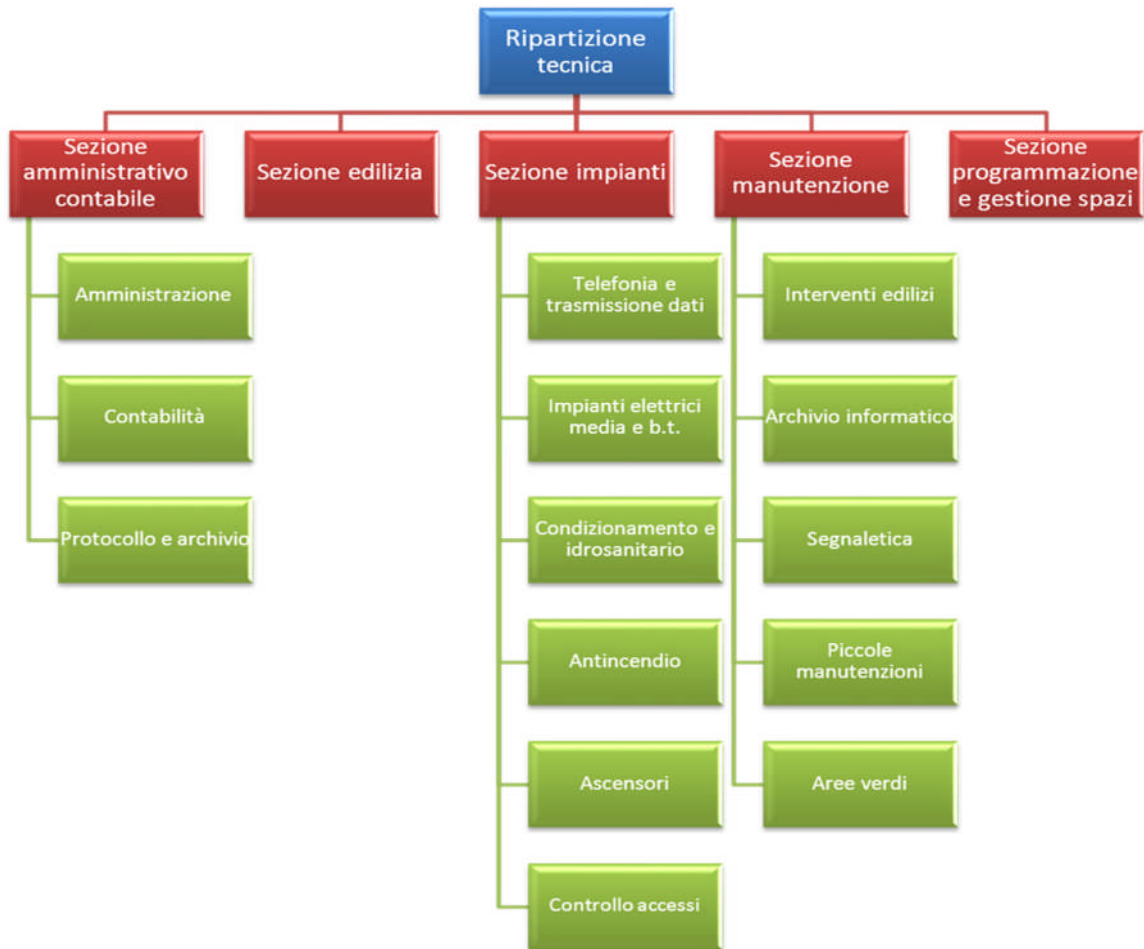 Ripartizione
tecnica
Sezione
amministrativo
contabile
Sezione edilizia
Sezione impianti
Sezione
manutenzione
Sezione
programmazione
e gestione spazi
Amministrazione
Contabilità
Protocollo e archivio
Telefonia e
trasmissione dati
Impianti elettrici
media e b.t.
Condizionamento e
idrosanitario
Antincendio
Ascensori
Controllo accessi
Interventi edilizi
Archivio informatico
Segnaletica
Piccole
manutenzioni
Aree verdi